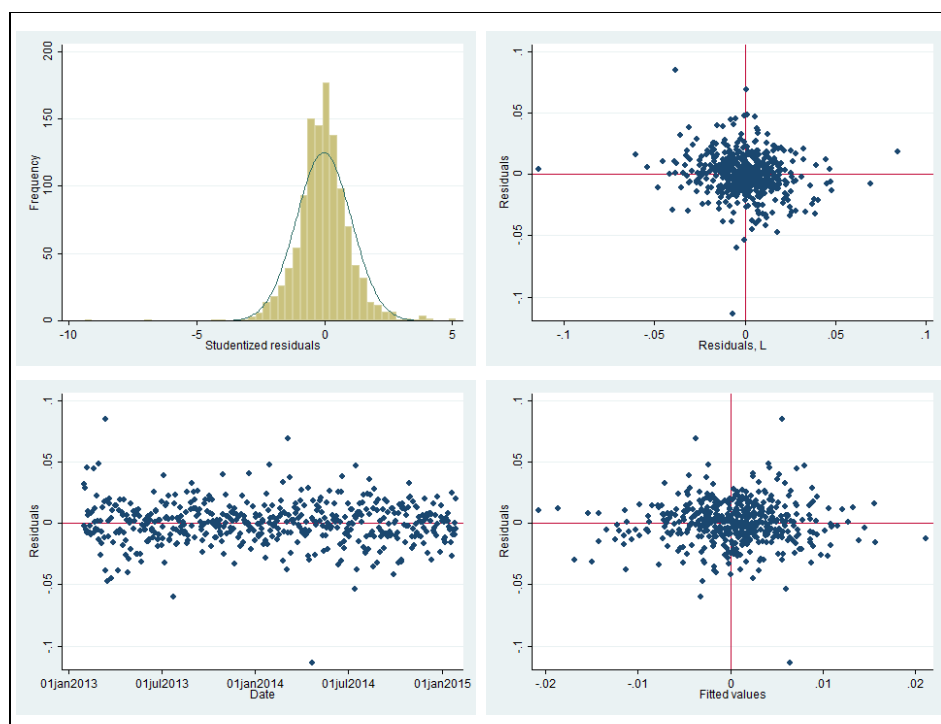 200
150
100
50
0
Frequency
-10
-5
0
5
Studentized residuals
.1
.05
0
-.05
-.1
Residuals
-.1
-.05
0
.05
.1
Residuals, L
.1
.05
0
-.05
-.1
Residuals
01jan2013
01jul2013
01jan2014
01jul2014
01jan2015
Date
.1
.05
0
-.05
-.1
Residuals
-.02
-.01
0
.01
.02
Fitted values